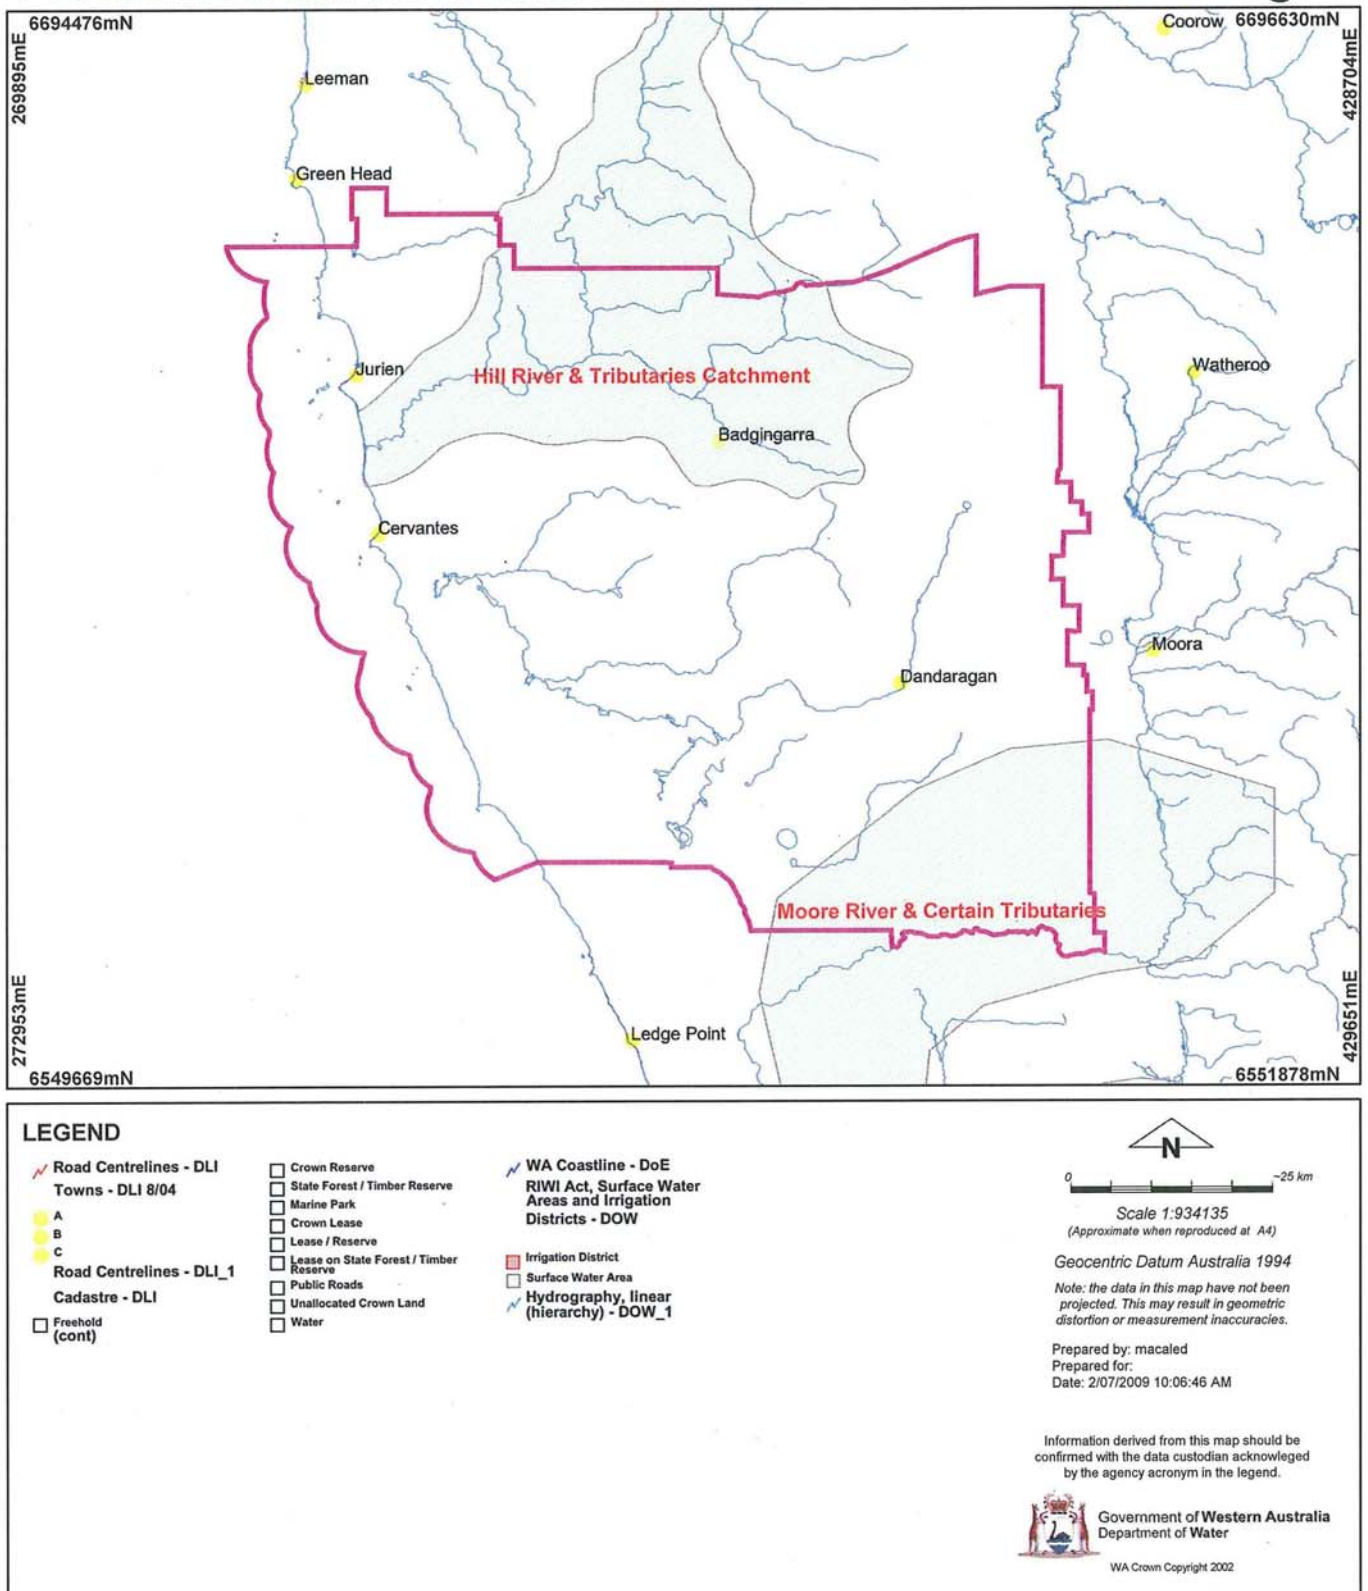 6694476mN
Coorow 6696630mN
269895mE
428704mE
Leeman
Green Head
Jurien
Hill River & Tributaries Catchment
Watheroo
Badgingarra
Cervantes
Moora
Dandaragan
Moore River & Certain Tributaries
272953mE
429651mE
Ledge Point
6549669mN
6551878mN
LEGEND
Road Centrelines - DLI
Towns - DLI 8/04
A
B
C
Road Centrelines - DLI_1
Cadastre - DLI
Freehold
(cont)
Crown Reserve
State Forest / Timber Reserve
Marine Park
Crown Lease
Lease / Reserve
Lease on State Forest / Timber
Reserve
Public Roads
Unallocated Crown Land
Water
WA Coastline - DoE
RIWI Act, Surface Water
Areas and Irrigation
Districts - DOW
Irrigation District
Surface Water Area
Hydrography, linear
(hierarchy) - DOW_1
N
0 ~25 km
Scale 1:934135
(Approximate when reproduced at A4)
Geocentric Datum Australia 1994
Note: the data in this map have not been
projected. This may result in geometric
distortion or measurement inaccuracies.
Prepared by: macaled
Prepared for:
Date: 2/07/2009 10:06:46 AM
Information derived from this map should be
confirmed with the data custodian acknowleged
by the agency acronym in the legend.
Government of Western Australia
Department of Water
WA Crown Copyright 2002